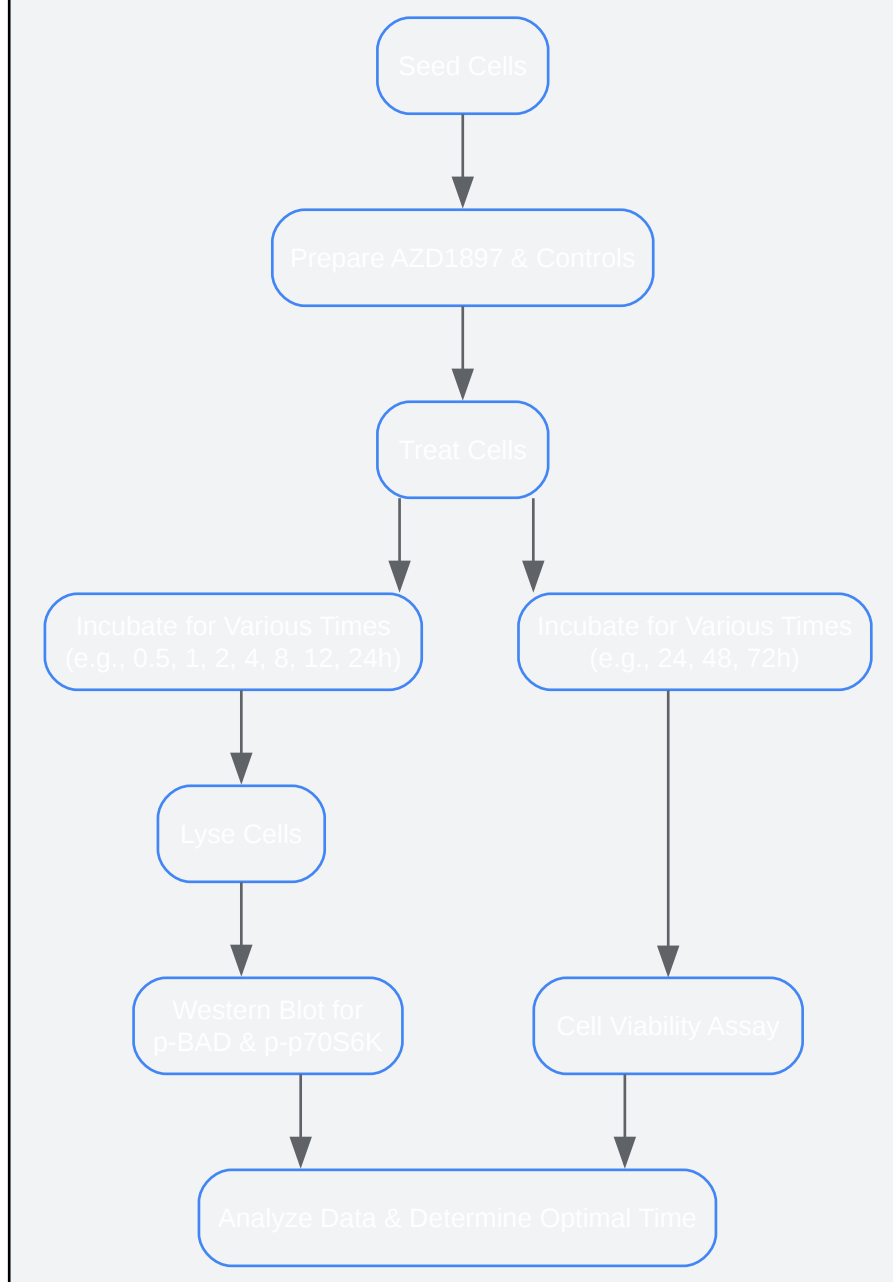 Seed Cells
Prepare AZD1897 & Controls
Treat Cells
Incubate for Various Times
(e.g., 0.5, 1, 2, 4, 8, 12, 24h)
Incubate for Various Times
(e.g., 24, 48, 72h)
Lyse Cells
Western Blot for
p-BAD & p-p70S6K
Cell Viability Assay
Analyze Data & Determine Optimal Time